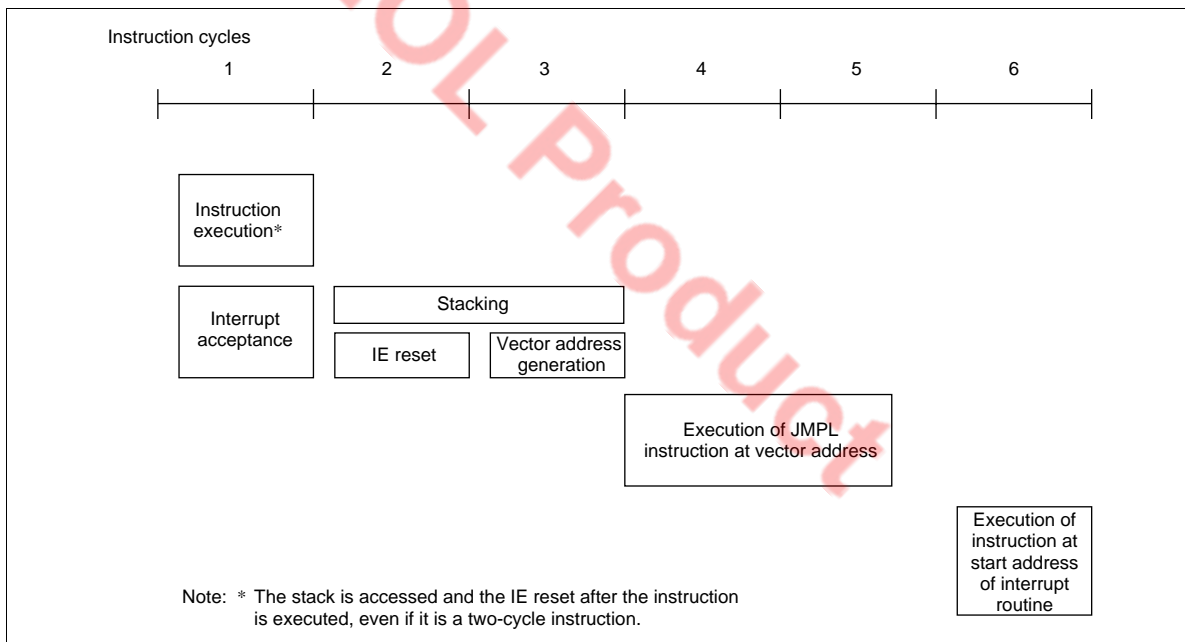 Instruction cycles
1 2 3 4 5 6
Instruction
execution*
Interrupt
acceptance
Stacking
IE reset
Vector address
generation
Execution of JMPL
instruction at vector address
Execution of
instruction at
start address
of interrupt
routine
Note: * The stack is accessed and the IE reset after the instruction
is executed, even if it is a two-cycle instruction.
OL Product